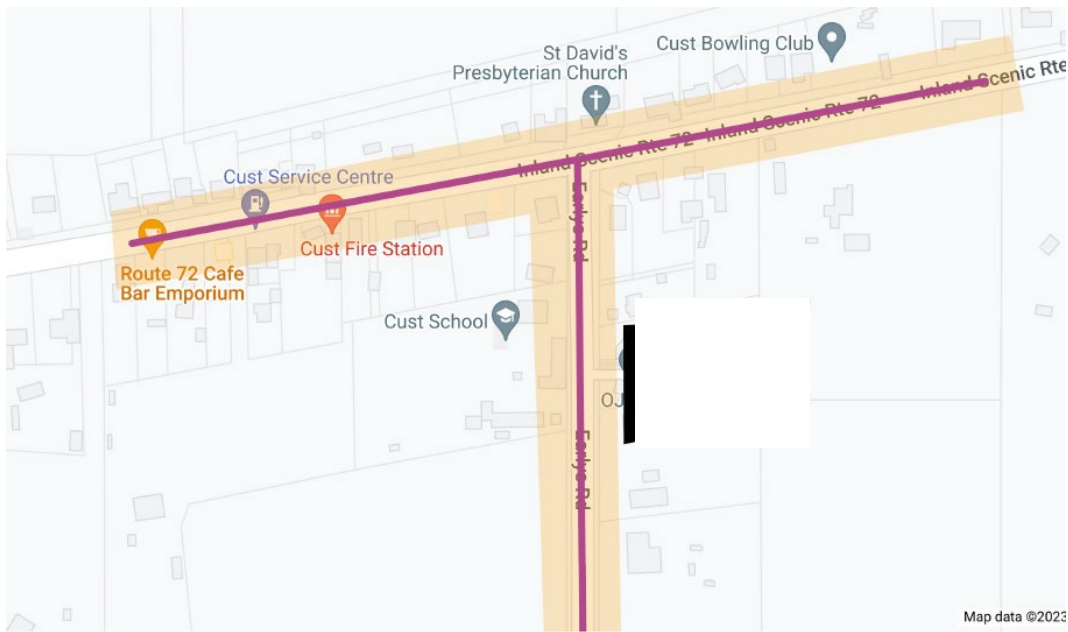 Cust Bowling Club
St David's
Presbyterian Church
Inland Scenic Rte
Inland Scenic Rte 72
Inland Scenic Rte 72
Cust Service Centre
Earlys Rd
Cust Fire Station
Route 72 Cafe
Bar Emporium
Cust School
OJ
Earlys Rd
Map data ©2023